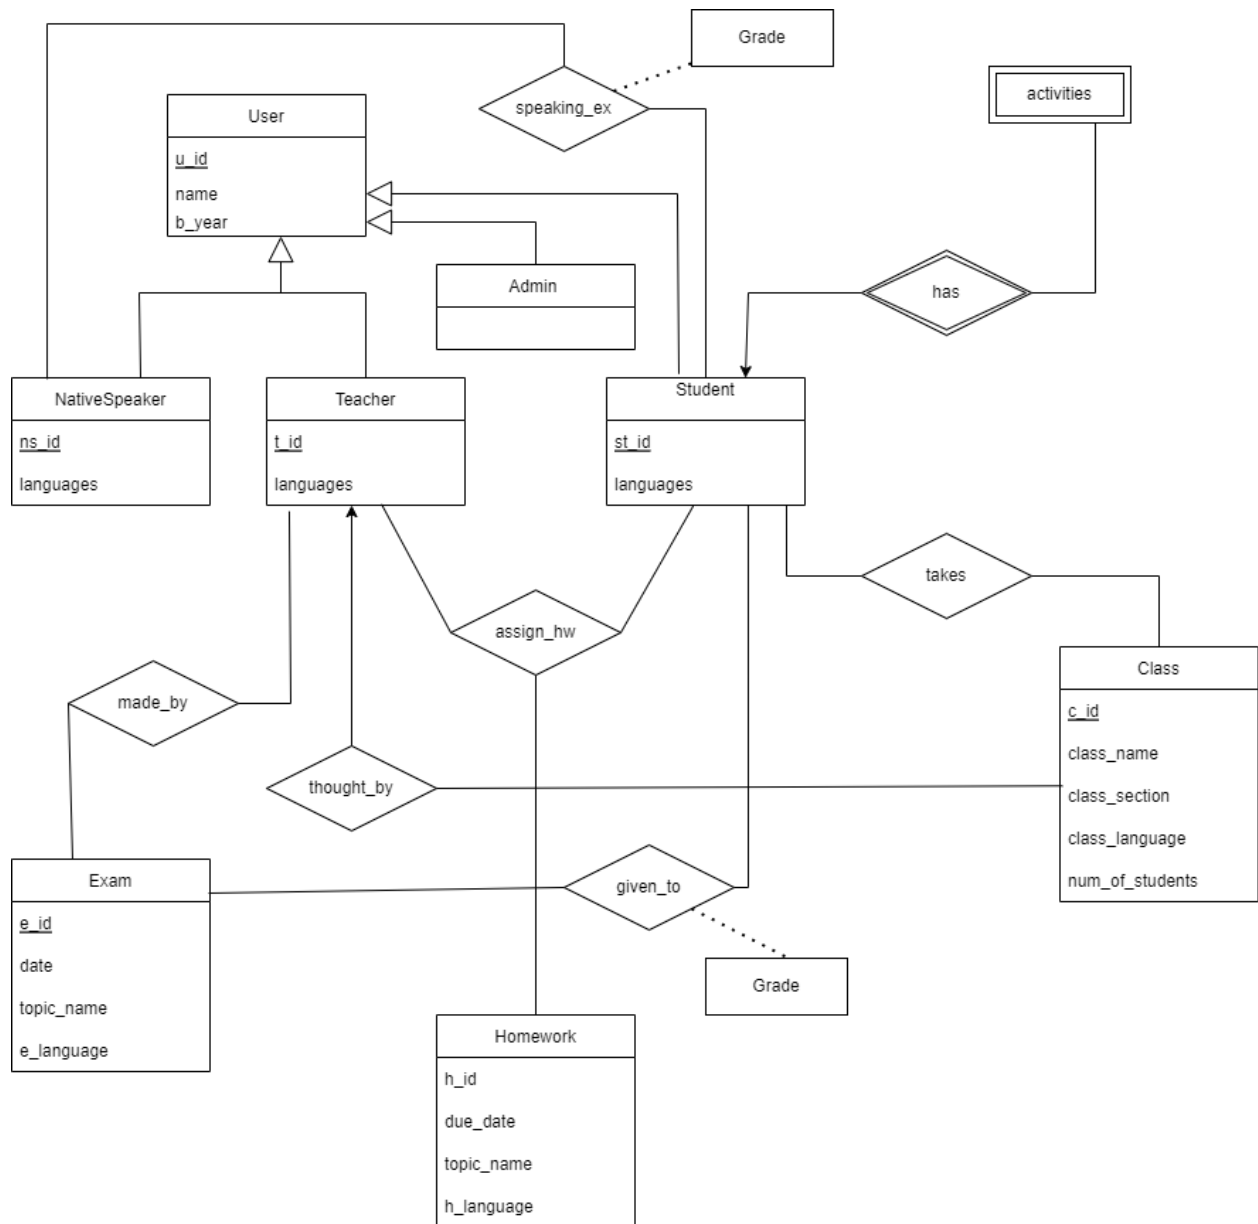 Grade
speaking_ex
activities
User
u_id
name
b_year
has
Admin
NativeSpeaker
ns_id
languages
Teacher
t_id
languages
Student
st_id
languages
takes
assign_hw
made_by
Class
c_id
class_name
class_section
class_language
num_of_students
thought_by
Exam
e_id
date
topic_name
e_language
given_to
Grade
Homework
h_id
due_date
topic_name
h_language